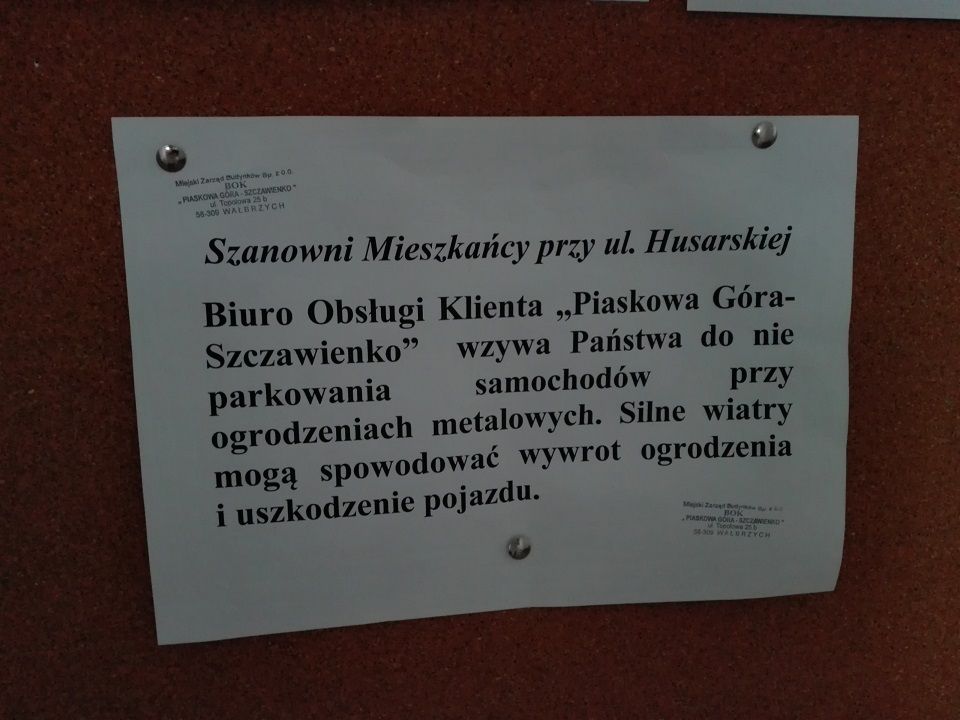 Miejski Zarząd Budynków Sp. z o.o.
BOK
„PIASKOWA GÓRA - SZCZAWIENKO"
ul. Topolowa 25 b
58-309 WAŁBRZYCH
Szanowni Mieszkańcy przy ul. Husarskiej
Biuro Obsługi Klienta „Piaskowa Góra-
Szczawienko” wzywa Państwa do nie
parkowania samochodów przy
ogrodzeniach metalowych. Silne wiatry
mogą spowodować wywrot ogrodzenia
i uszkodzenie pojazdu.
Miejski Zarząd Budynków Sp. z o.o.
BOK
„PIASKOWA GÓRA - SZCZAWIENKO"
ul Topolowa 25 b
58-309 WAŁBRZYCH